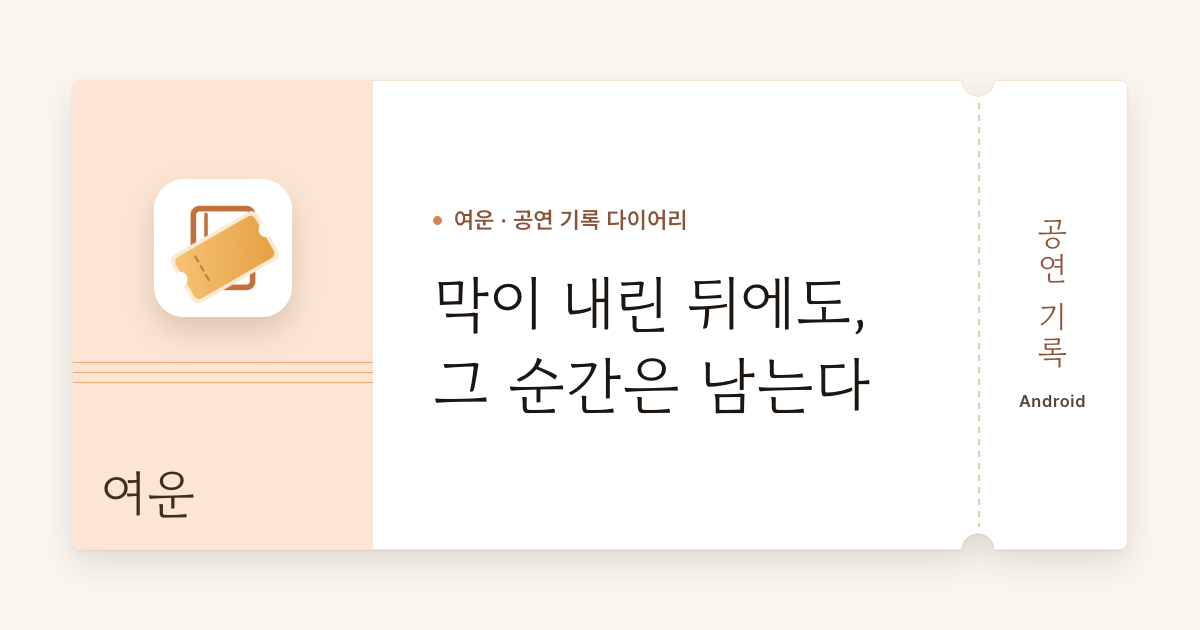 여운 · 공연 기록 다이어리
막이 내린 뒤에도,
그 순간은 남는다
여운
공연 기록
Android